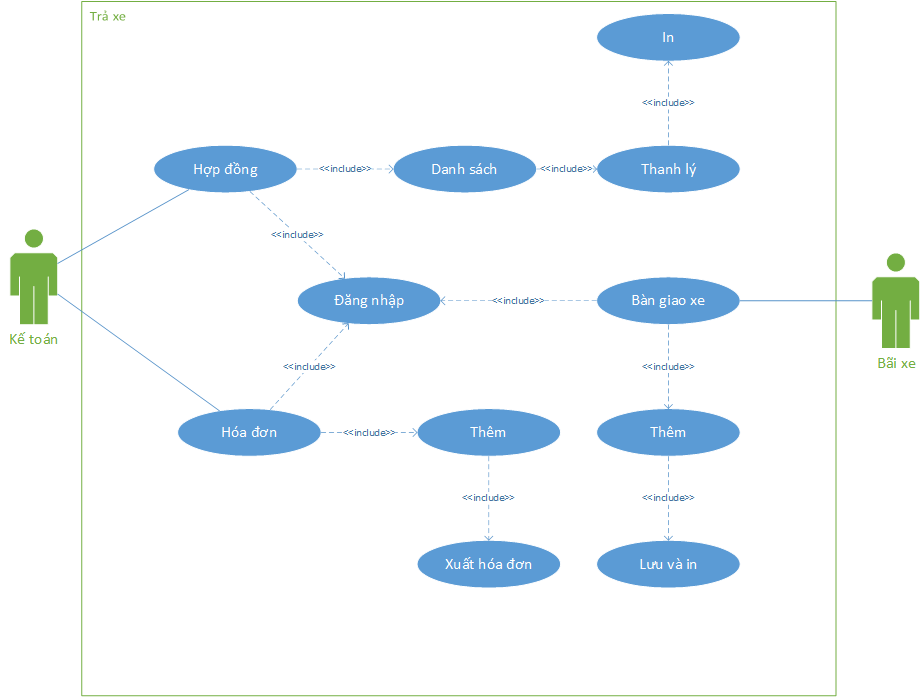 Trả xe
In
<<include>>
Hợp đồng
<<include>>
Danh sách
<<include>>
Thanh lý
<<include>>
Đăng nhập
<<include>>
Bàn giao xe
Kế toán
Bãi xe
<<include>>
<<include>>
Hóa đơn
<<include>>
Thêm
Thêm
<<include>>
<<include>>
Xuất hóa đơn
Lưu và in